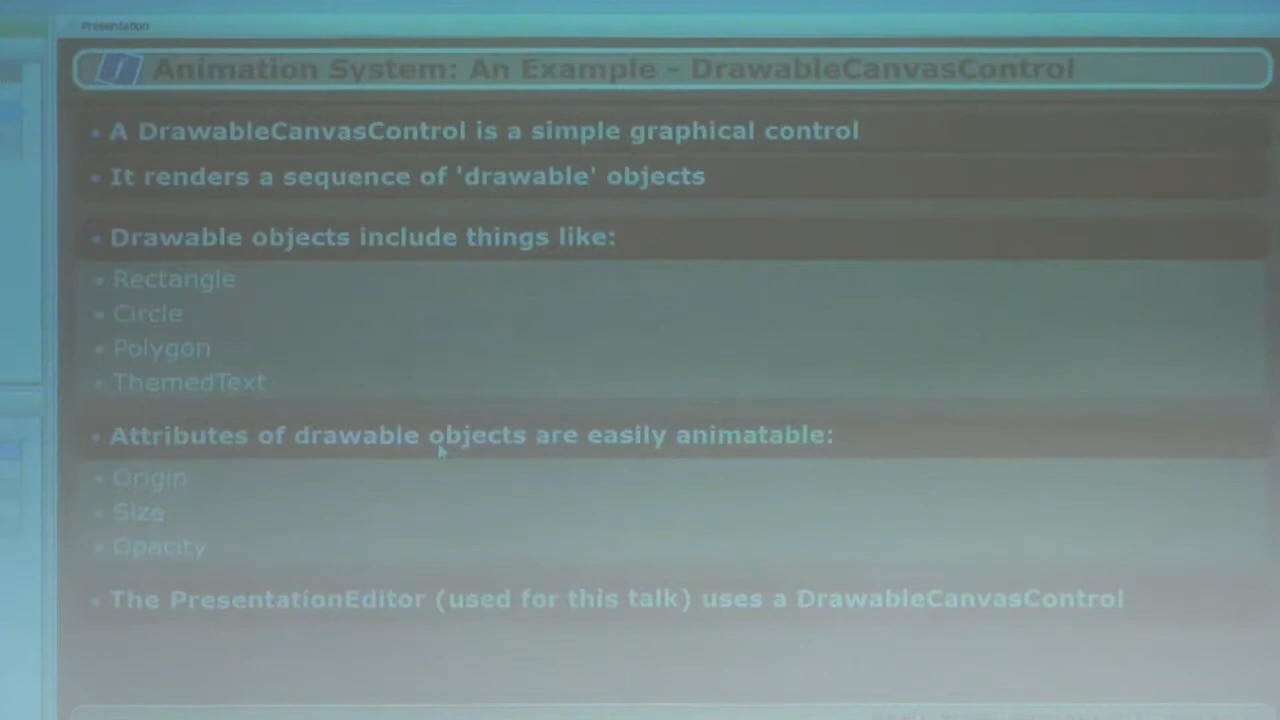 Presentation
Animation System: An Example - DrawableCanvasControl
• A DrawableCanvasControl is a simple graphical control
• It renders a sequence of 'drawable' objects
• Drawable objects include things like:
• Rectangle
• Circle
• Polygon
• ThemedText
• Attributes of drawable objects are easily animatable:
• Origin
• Size
• Opacity
• The PresentationEditor (used for this talk) uses a DrawableCanvasControl